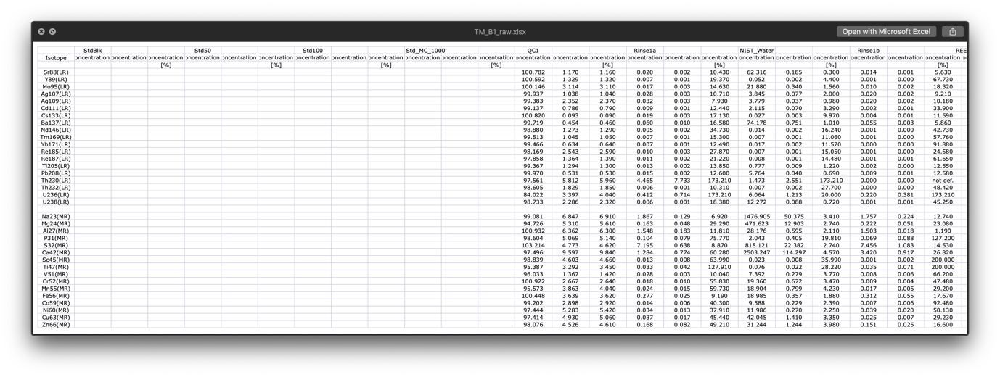 TM_B1_raw.xlsx
Open with Microsoft Excel
StdBlk Std50 Std100 Std_MC_1000 QC1 Rinse1a NIST_Water Rinse1b REE
Isotope oncentration oncentration oncentration oncentration oncentration oncentration oncentration oncentration oncentration oncentration oncentration oncentration oncentration oncentration oncentration oncentration oncentration oncentration oncentration oncentration oncentration oncentration oncentration oncentration on
[%] [%] [%] [%] [%] [%] [%] [%]
Sr88(LR) 100.782 1.170 1.160 0.020 0.002 10.430 62.316 0.185 0.300 0.014 0.001 5.630
Y89(LR) 100.592 1.329 1.320 0.007 0.001 19.370 0.052 0.002 4.400 0.001 0.000 67.730
Mo95(LR) 100.146 3.114 3.110 0.017 0.003 14.630 21.880 0.340 1.560 0.010 0.002 18.320
Ag107(LR) 99.937 1.038 1.040 0.028 0.003 10.710 3.845 0.077 2.000 0.020 0.002 9.210
Ag109(LR) 99.383 2.352 2.370 0.032 0.003 7.930 3.779 0.037 0.980 0.020 0.002 10.180
Cd111(LR) 99.137 0.786 0.790 0.009 0.001 12.440 2.115 0.070 3.290 0.002 0.001 33.900
Cs133(LR) 100.820 0.093 0.090 0.019 0.003 17.130 0.027 0.003 9.970 0.004 0.001 11.590
Ba137(LR) 99.719 0.454 0.460 0.060 0.010 16.580 74.178 0.751 1.010 0.055 0.003 5.860
Nd146(LR) 98.880 1.273 1.290 0.005 0.002 34.730 0.014 0.002 16.240 0.001 0.000 42.730
Tm169(LR) 99.513 1.045 1.050 0.007 0.001 15.300 0.007 0.001 11.060 0.001 0.000 57.760
Yb171(LR) 99.466 0.634 0.640 0.007 0.001 12.490 0.017 0.002 11.570 0.000 0.000 91.880
Re185(LR) 98.169 2.543 2.590 0.010 0.003 27.870 0.007 0.001 15.050 0.001 0.000 24.580
Re187(LR) 97.858 1.364 1.390 0.011 0.002 21.220 0.008 0.001 14.480 0.001 0.001 61.650
Tl205(LR) 99.367 1.294 1.300 0.013 0.002 13.850 0.777 0.009 1.220 0.002 0.000 12.550
Pb208(LR) 99.970 0.531 0.530 0.015 0.002 12.600 5.764 0.040 0.690 0.009 0.001 12.580
Th230(LR) 97.561 5.812 5.960 4.465 7.733 173.210 1.473 2.551 173.210 0.000 0.000 not def.
Th232(LR) 98.605 1.829 1.850 0.006 0.001 10.310 0.007 0.002 27.700 0.000 0.000 48.420
U236(LR) 84.022 3.397 4.040 0.412 0.714 173.210 6.064 1.213 20.000 0.220 0.381 173.210
U238(LR) 98.733 2.286 2.320 0.006 0.001 18.380 12.272 0.088 0.720 0.001 0.001 45.250
Na23(MR) 99.081 6.847 6.910 1.867 0.129 6.920 1476.905 50.375 3.410 1.757 0.224 12.740
Mg24(MR) 94.726 5.310 5.610 0.163 0.048 29.290 471.623 12.903 2.740 0.222 0.051 23.080
Al27(MR) 100.932 6.362 6.300 1.548 0.183 11.810 28.176 0.595 2.110 1.503 0.018 1.190
P31(MR) 98.604 5.069 5.140 0.104 0.079 75.770 2.043 0.405 19.810 0.069 0.088 127.200
S32(MR) 103.214 4.773 4.620 7.195 0.638 8.870 818.121 22.382 2.740 7.456 1.083 14.530
Ca42(MR) 97.496 9.597 9.840 1.284 0.774 60.280 2503.247 114.297 4.570 3.420 0.917 26.820
Sc45(MR) 98.839 4.603 4.660 0.013 0.008 63.990 0.023 0.008 35.990 0.001 0.002 200.000
Ti47(MR) 95.387 3.292 3.450 0.033 0.042 127.910 0.076 0.022 28.220 0.035 0.071 200.000
V51(MR) 96.033 1.367 1.420 0.028 0.003 10.040 7.392 0.279 3.770 0.008 0.006 66.200
Cr52(MR) 100.922 2.667 2.640 0.018 0.010 55.830 19.360 0.672 3.470 0.009 0.004 47.480
Mn55(MR) 95.573 3.863 4.040 0.024 0.015 59.730 18.904 0.799 4.230 0.017 0.005 29.200
Fe56(MR) 100.448 3.639 3.620 0.277 0.025 9.190 18.985 0.357 1.880 0.312 0.055 17.670
Co59(MR) 99.202 2.898 2.920 0.014 0.006 40.300 9.588 0.229 2.390 0.007 0.006 92.480
Ni60(MR) 97.444 5.283 5.420 0.034 0.013 37.910 11.986 0.270 2.250 0.039 0.020 50.130
Cu63(MR) 97.414 4.930 5.060 0.037 0.017 45.440 42.045 1.410 3.350 0.025 0.007 29.230
Zn66(MR) 98.076 4.526 4.610 0.168 0.082 49.210 31.244 1.244 3.980 0.151 0.025 16.600